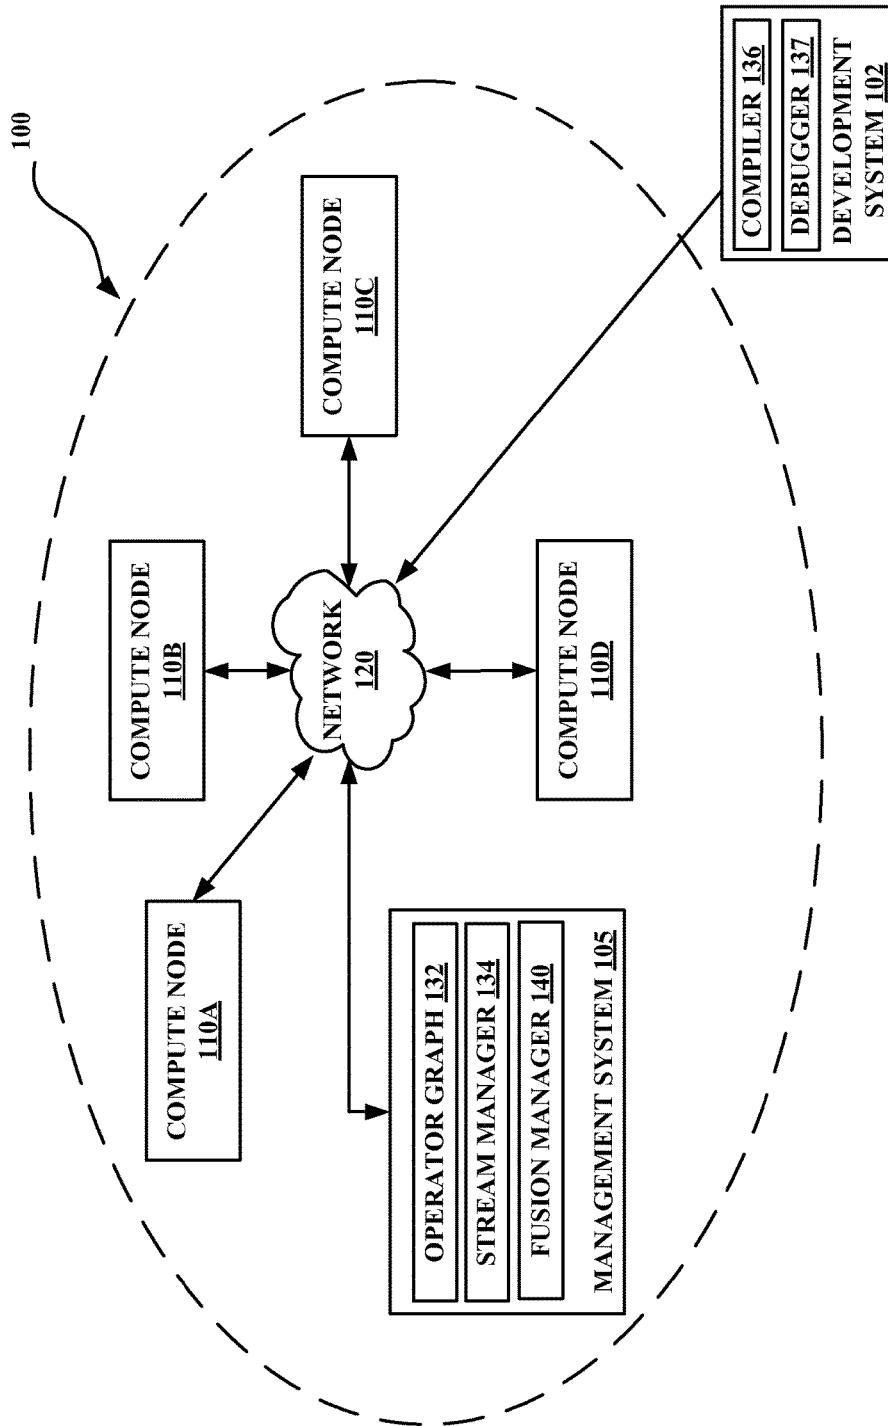 100
COMPUTE NODE
110A
COMPUTE NODE
110B
COMPUTE NODE
110C
NETWORK
120
COMPUTE NODE
110D
OPERATOR GRAPH 132
STREAM MANAGER 134
FUSION MANAGER 140
MANAGEMENT SYSTEM 105
COMPILER 136
DEBUGGER 137
DEVELOPMENT
SYSTEM 102